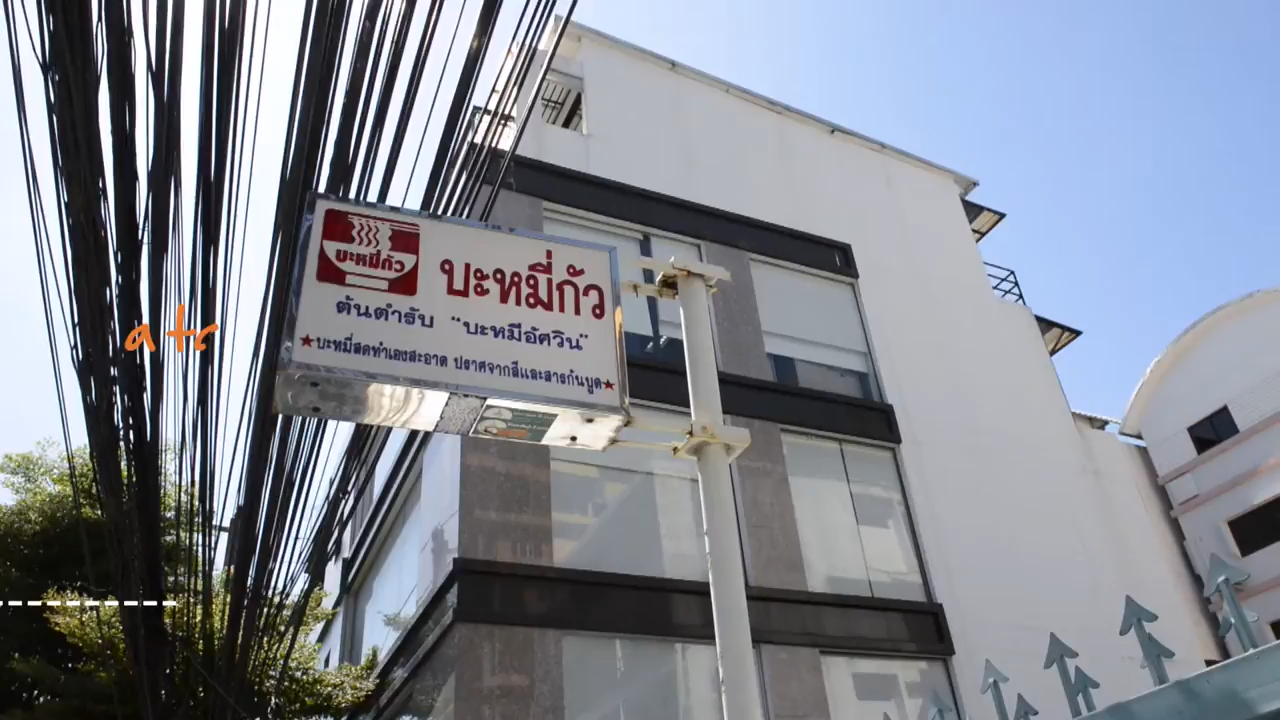 บะหมี่กัว
บะหมี่กัว
ต้นตำรับ "บะหมี่อัศวิน"
★บะหมี่สดทำเองสะอาด ปราศจากสีและสารกันบูด★
atr